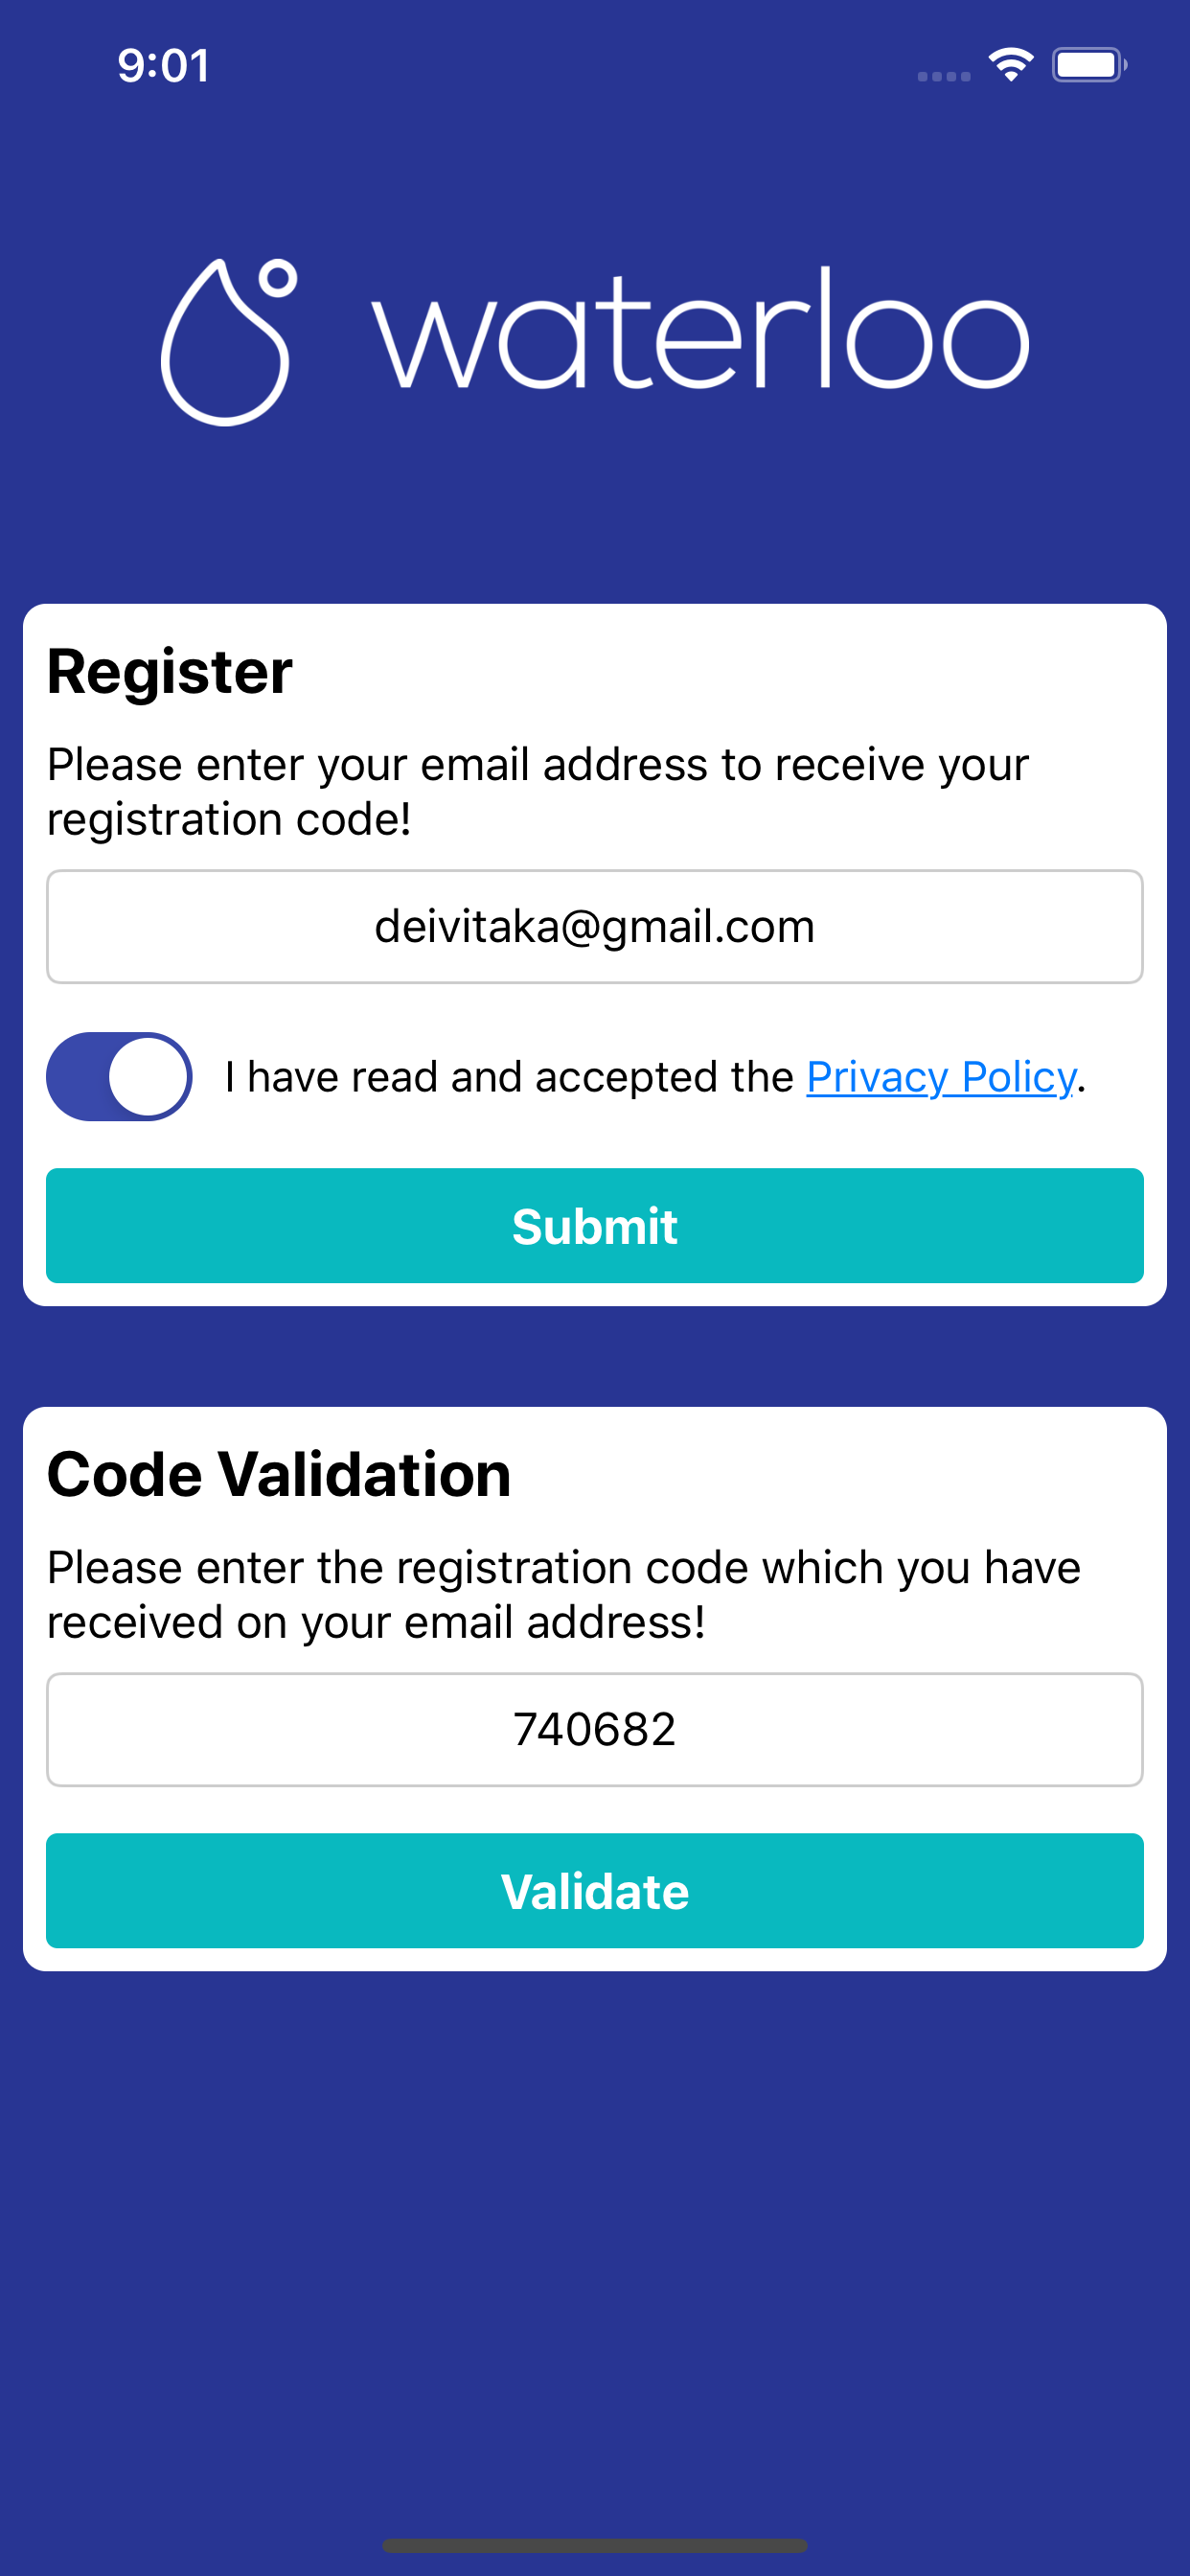 9:01
waterloo
Register
Please enter your email address to receive your
registration code!
deivitaka@gmail.com
I have read and accepted the Privacy Policy.
Submit
Code Validation
Please enter the registration code which you have
received on your email address!
740682
Validate